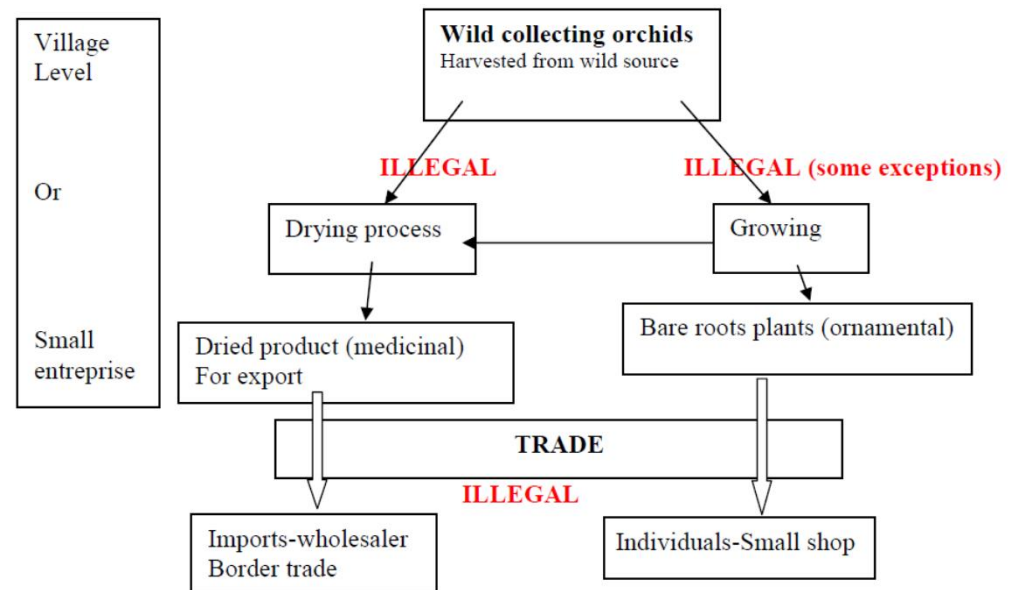 Village
Level
Or
Small
entreprise
Wild collecting orchids
Harvested from wild source
ILLEGAL
ILLEGAL (some exceptions)
Drying process
Growing
Dried product (medicinal)
For export
Bare roots plants (ornamental)
TRADE
ILLEGAL
Imports-wholesaler
Border trade
Individuals-Small shop